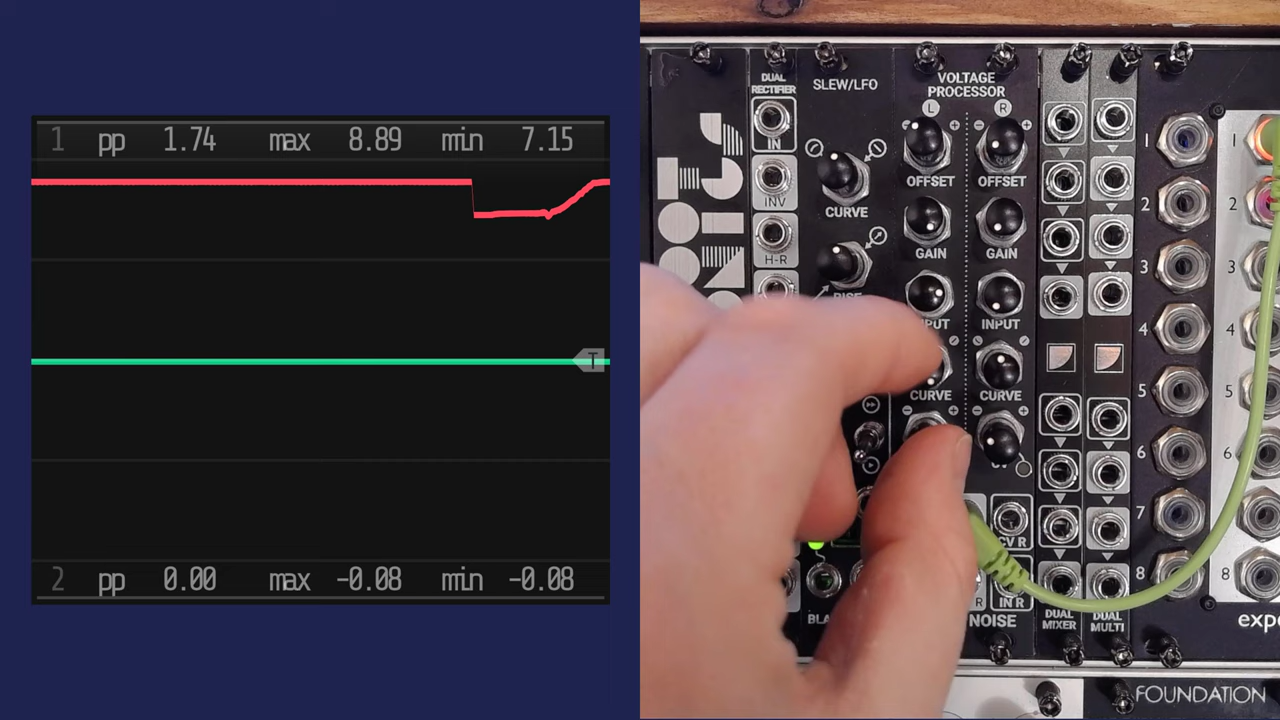 1 pp 1.74 max 8.89 min 7.15
T
2 pp 0.00 max -0.08 min -0.08
DUAL
RECTIFIER
IN
INV
H-R
SLEW/LFO
CURVE
VOLTAGE
PROCESSOR
L R
OFFSET OFFSET
GAIN GAIN
INPUT
CURVE CURVE
CV R
IN R
NOISE
DUAL
MIXER
DUAL
MULTI
1
2
3
4
5
6
7
8
1
2
3
4
5
6
8
FOUNDATION